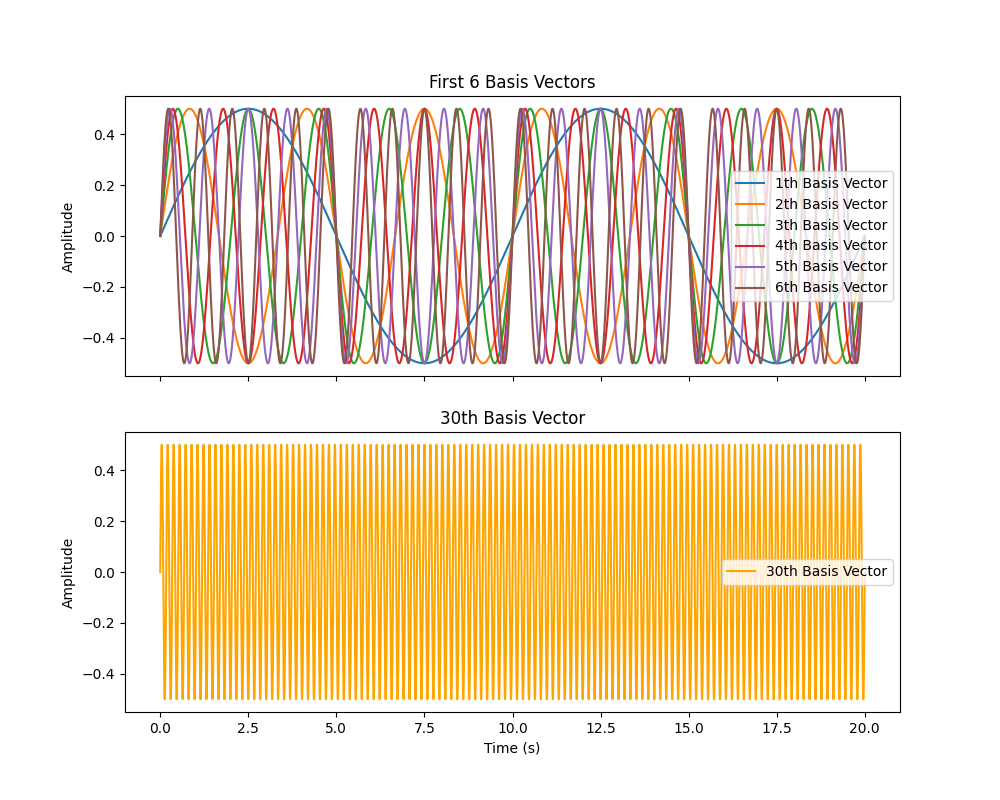 First 6 Basis Vectors
Amplitude
0.4
0.2
0.0
−0.2
−0.4
1th Basis Vector
2th Basis Vector
3th Basis Vector
4th Basis Vector
5th Basis Vector
6th Basis Vector
30th Basis Vector
Amplitude
0.4
0.2
0.0
−0.2
−0.4
30th Basis Vector
0.0 2.5 5.0 7.5 10.0 12.5 15.0 17.5 20.0
Time (s)